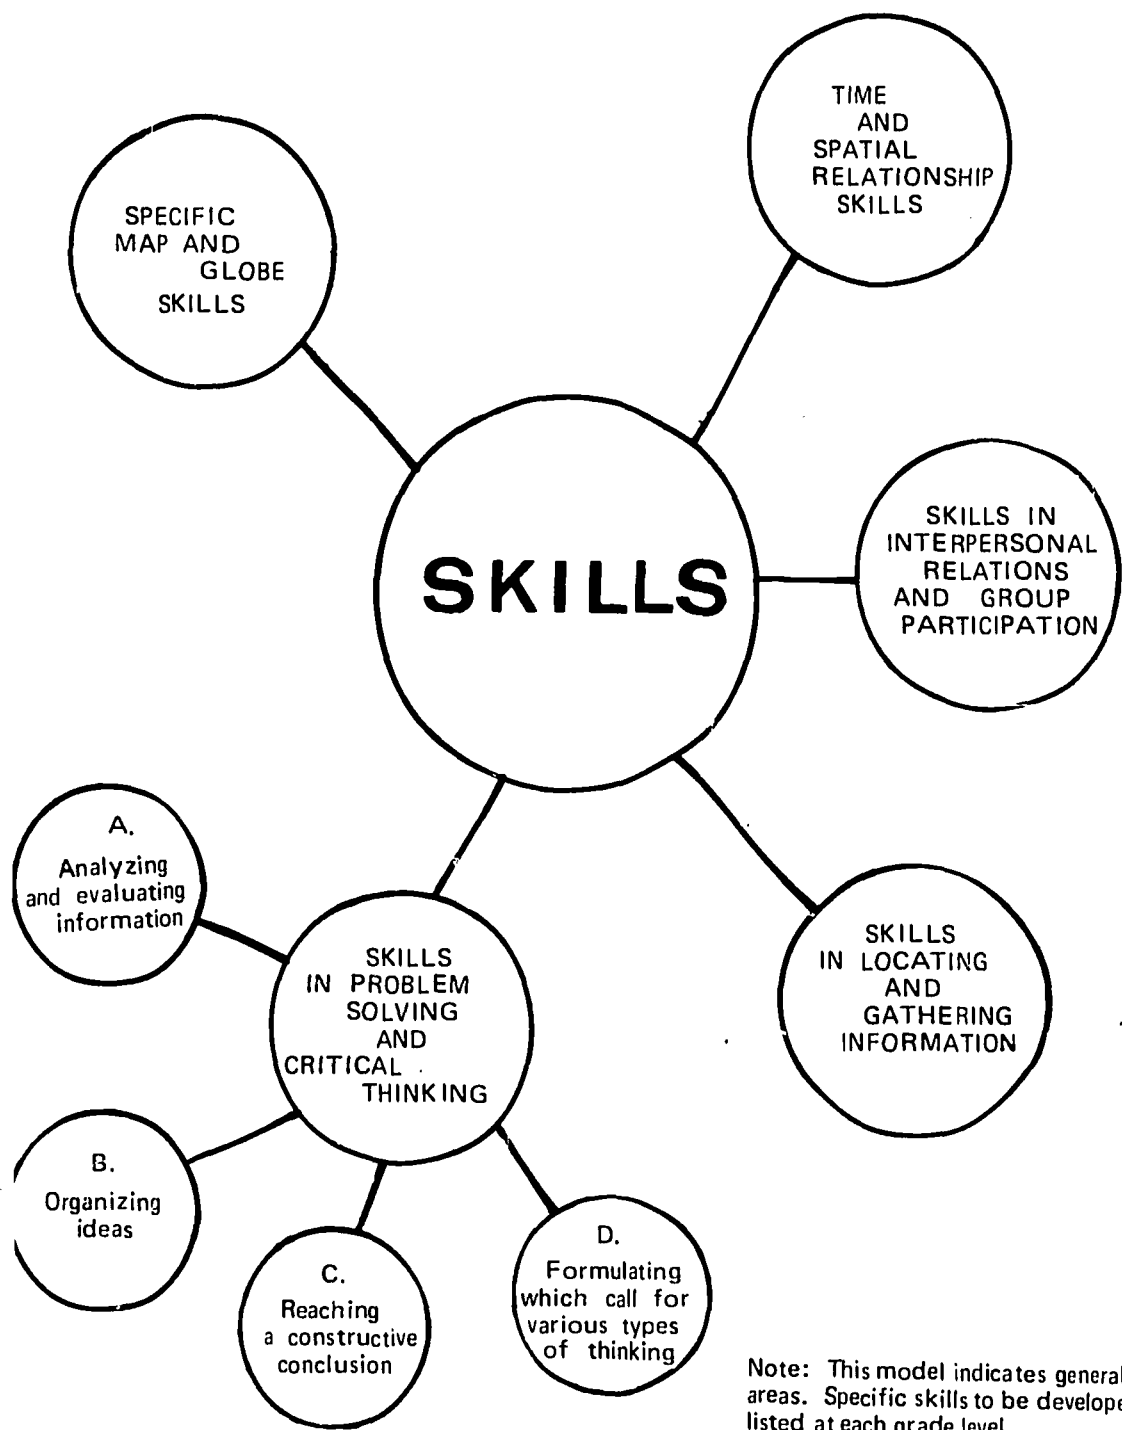 TIME
AND
SPATIAL
RELATIONSHIP
SKILLS
SPECIFIC
MAP AND
GLOBE
SKILLS
SKILLS IN
INTERPERSONAL
RELATIONS
AND GROUP
PARTICIPATION
SKILLS
A.
Analyzing
and evaluating
information
SKILLS
IN PROBLEM
SOLVING
AND
CRITICAL
THINKING
SKILLS
IN LOCATING
AND
GATHERING
INFORMATION
B.
Organizing
ideas
C.
Reaching
a constructive
conclusion
D.
Formulating
which call for
various types
of thinking
Note: This model indicates general
areas. Specific skills to be develope
listed at each grade level